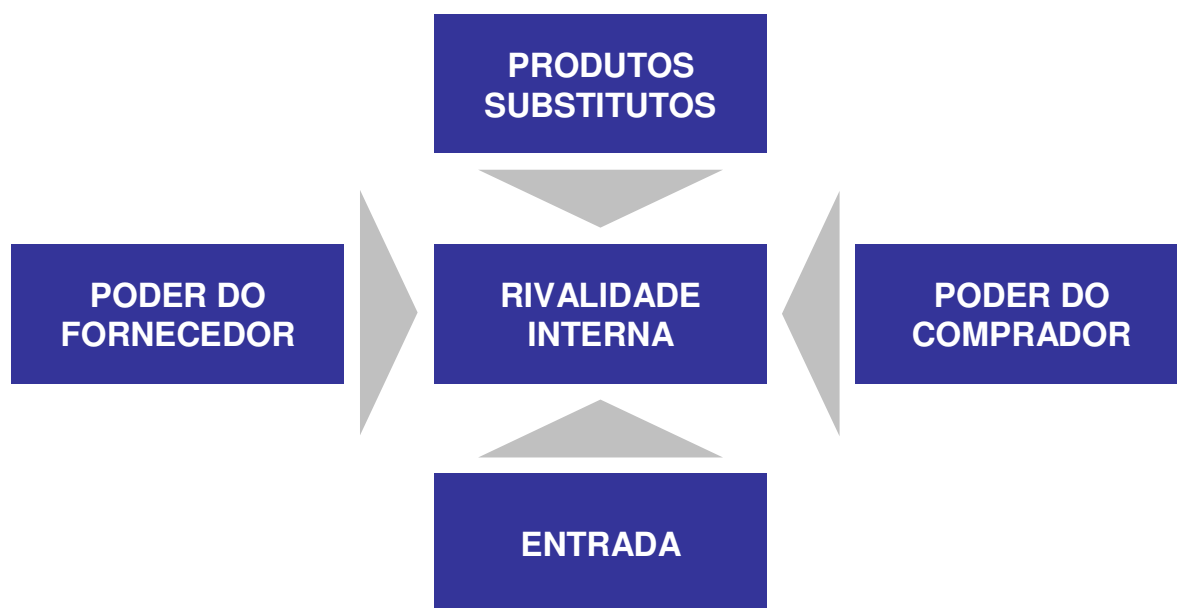 PRODUTOS
SUBSTITUTOS
PODER DO
FORNECEDOR
RIVALIDADE
INTERNA
PODER DO
COMPRADOR
ENTRADA